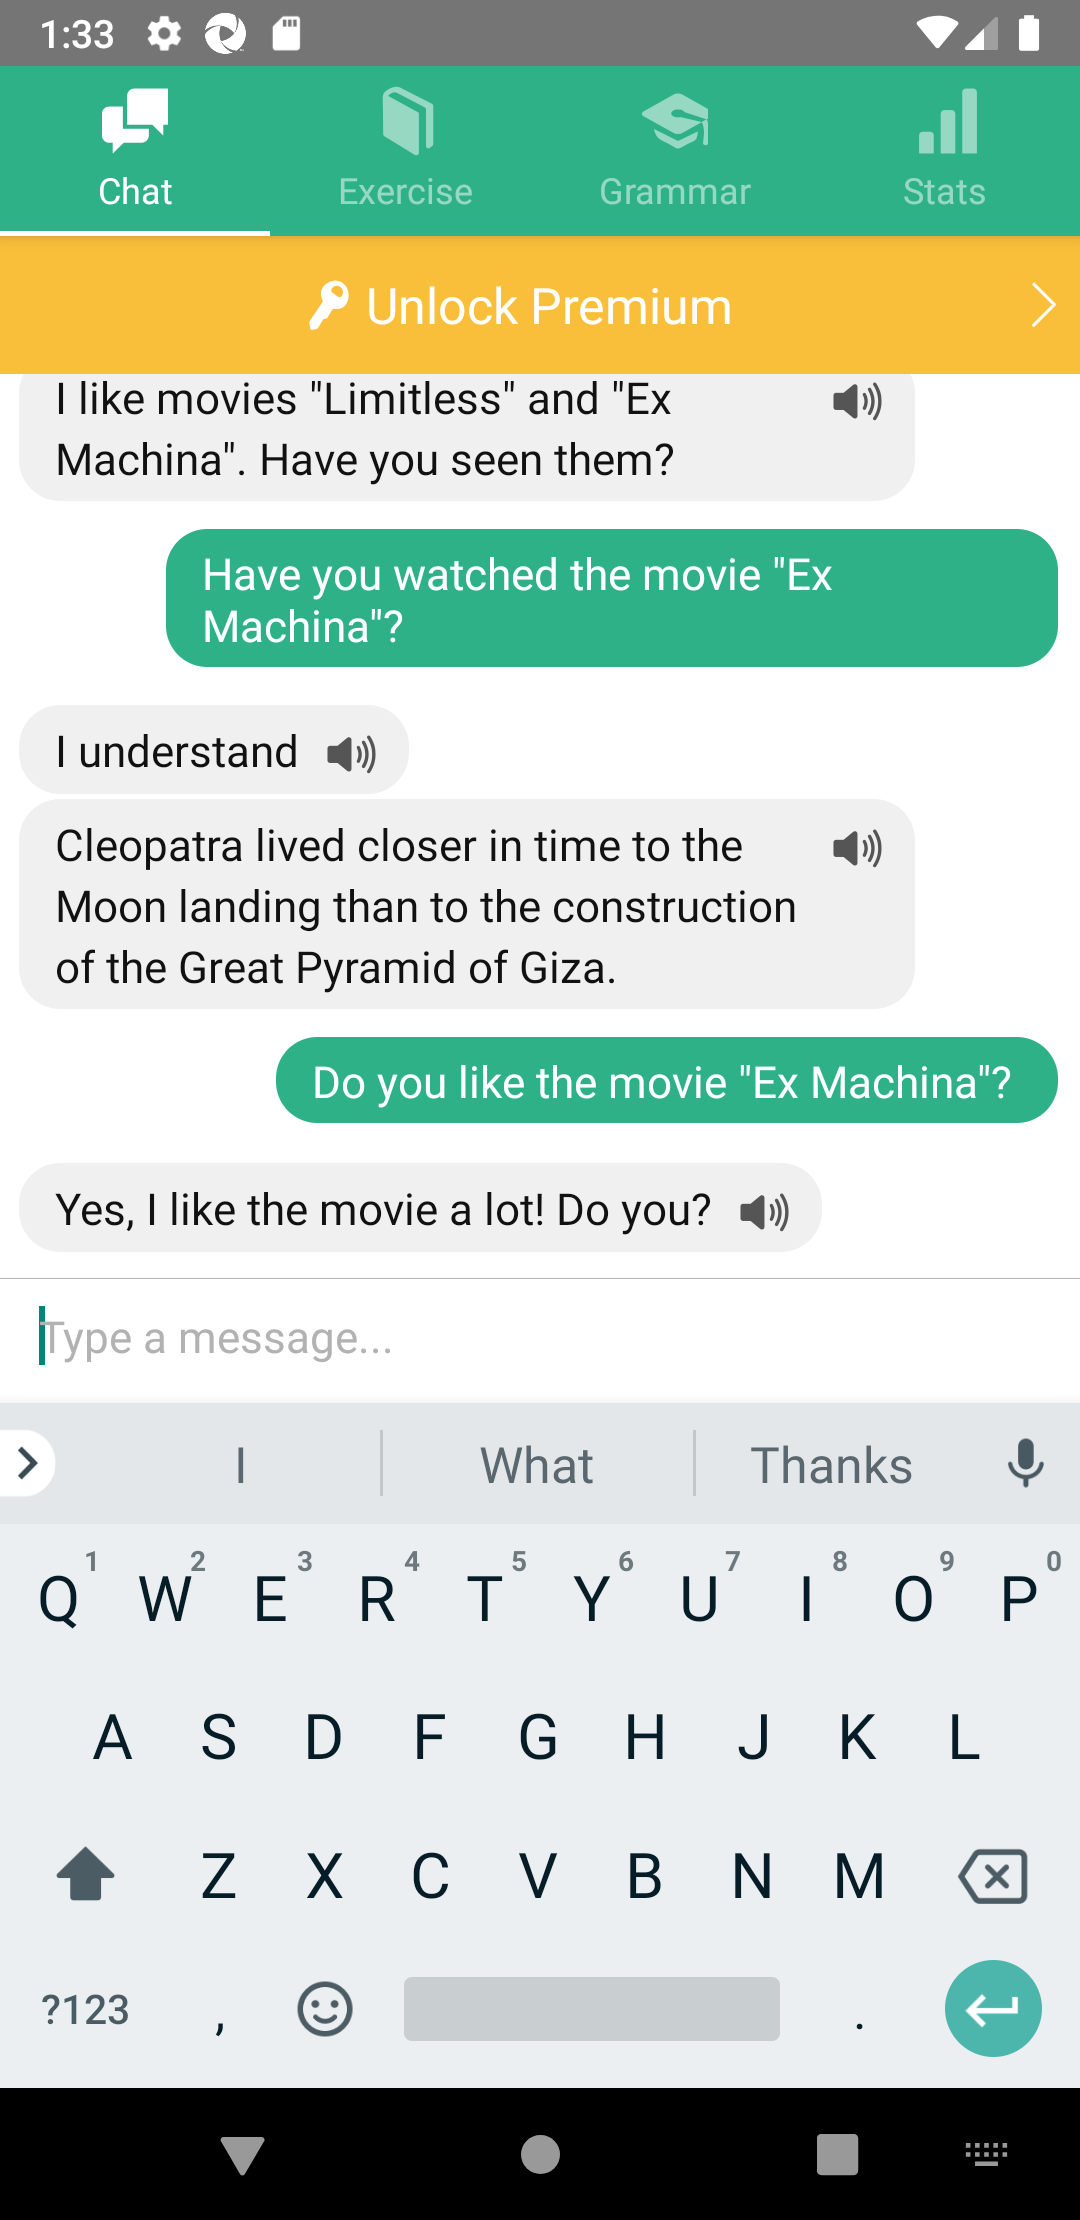 1:33
Chat
Exercise
Grammar
Stats
Unlock Premium
I like movies "Limitless" and "Ex
Machina". Have you seen them?
Have you watched the movie "Ex
Machina"?
I understand
Cleopatra lived closer in time to the
Moon landing than to the construction
of the Great Pyramid of Giza.
Do you like the movie "Ex Machina"?
Yes, I like the movie a lot! Do you?
Type a message...
I What Thanks
1 2 3 4 5 6 7 8 9 0
Q W E R T Y U I O P
A S D F G H J K L
Z X C V B N M
?123 , .